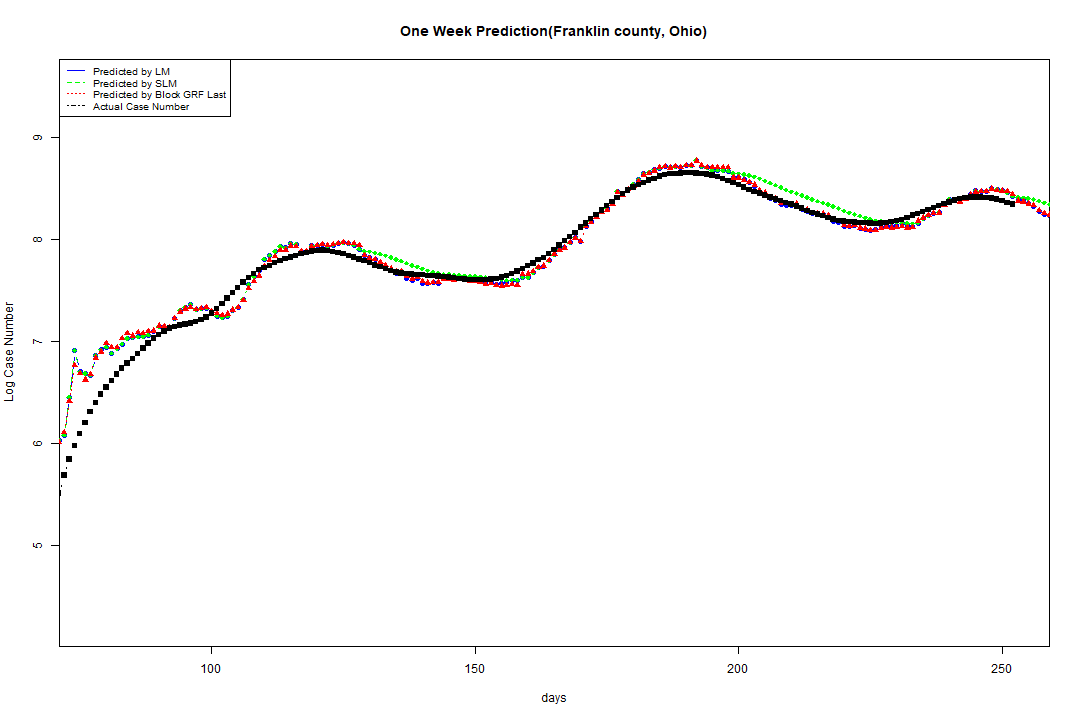 One Week Prediction(Franklin county, Ohio)
Predicted by LM
Predicted by SLM
Predicted by Block GRF Last
Actual Case Number
9
8
7
6
5
Log Case Number
100 150 200 250
days